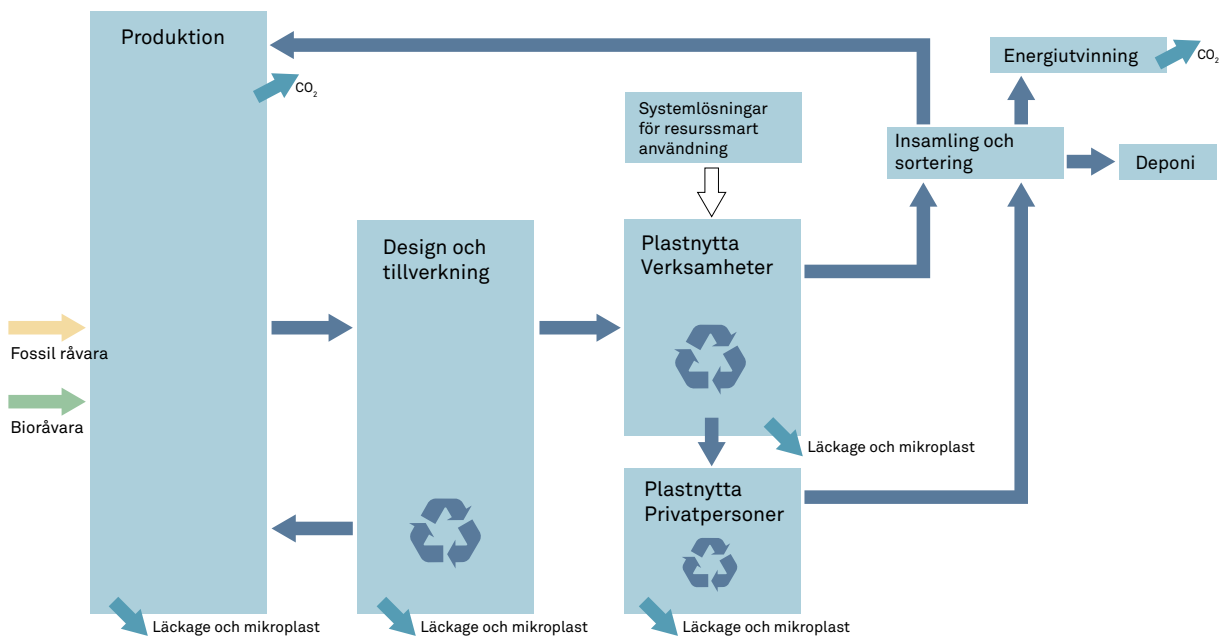 Produktion
CO₂
Energiutvinning
CO₂
Systemlösningar
för resurssmart
användning
Insamling och
sortering
Deponi
Design och
tillverkning
Plastnytta
Verksamheter
Fossil råvara
Bioråvara
Läckage och mikroplast
Plastnytta
Privatpersoner
Läckage och mikroplast
Läckage och mikroplast
Läckage och mikroplast